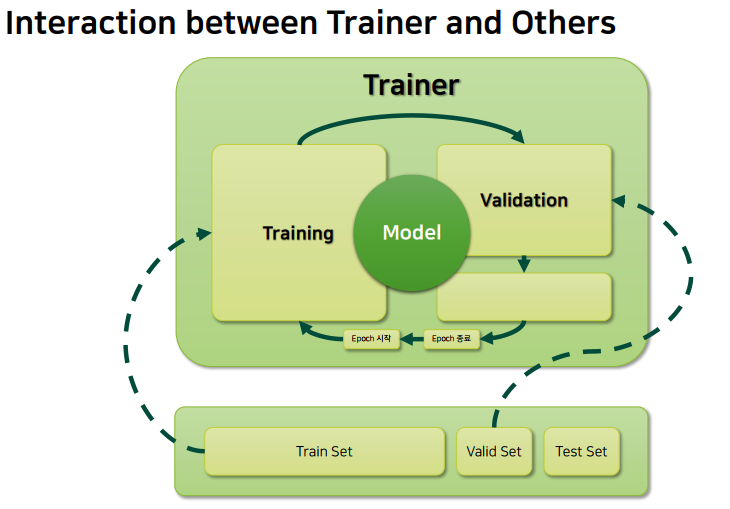 Interaction between Trainer and Others
Trainer
Training
Model
Validation
Epoch 시작
Epoch 종료
Train Set
Valid Set
Test Set